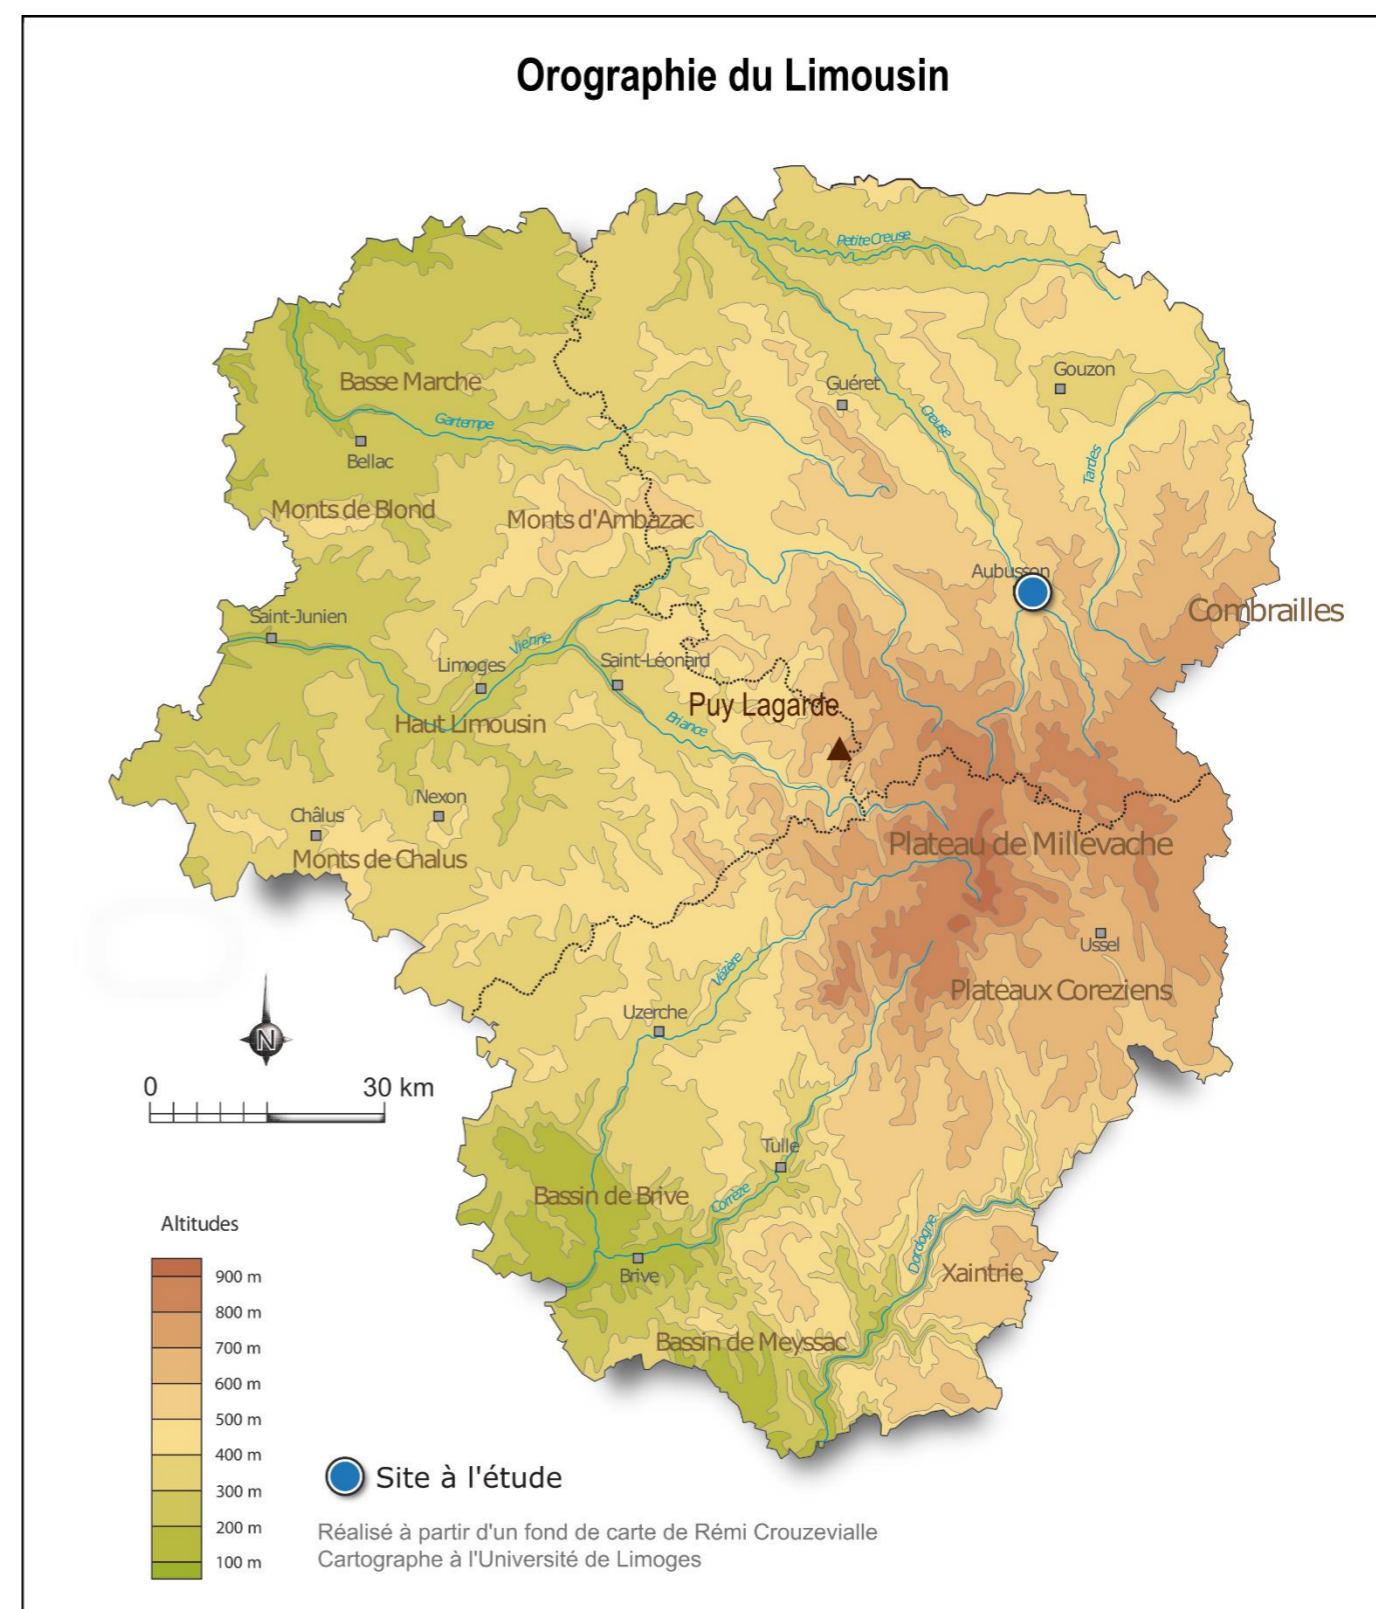 Orographie du Limousin
Petite Creuse
Guéret
Gouzon
Basse Marche
Gartempe
Creuse
Tardes
Bellac
Monts de Blond
Monts d'Ambazac
Aubusson
Combrailles
Saint-Junien
Vienne
Limoges
Saint-Léonard
Puy Lagarde
Haut Limousin
Briance
Nexon
Châlus
Monts de Chalus
Plateau de Millevache
Ussel
Vézère
Plateaux Coreziens
Uzerche
N
0 30 km
Tulle
Bassin de Brive
Corrèze
Dordogne
Brive
Xaintrie
Bassin de Meyssac
Altitudes
900 m
800 m
700 m
600 m
500 m
400 m
300 m
200 m
100 m
Site à l'étude
Réalisé à partir d'un fond de carte de Rémi Crouzevialle
Cartographe à l'Université de Limoges